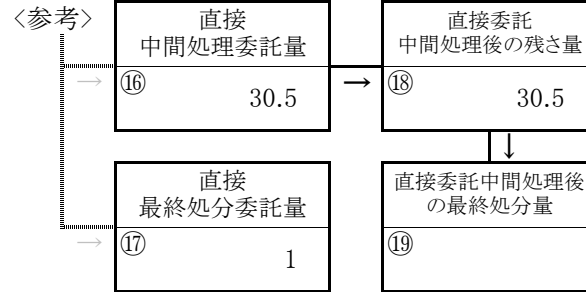 〈参考〉
直接
中間処理委託量
→
⑯
30.5
→
直接委託
中間処理後の残さ量
⑱
30.5
↓
直接
最終処分委託量
→
⑰
1
直接委託中間処理後
の最終処分量
⑲